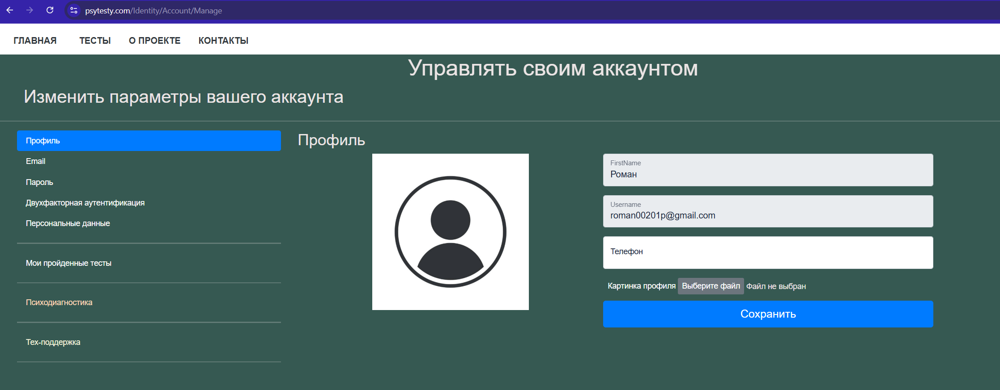 psytesty.com/Identity/Account/Manage
ГЛАВНАЯ ТЕСТЫ О ПРОЕКТЕ КОНТАКТЫ
Управлять своим аккаунтом
Изменить параметры вашего аккаунта
Профиль
Email
Пароль
Двухфакторная аутентификация
Персональные данные
Мои пройденные тесты
Психодиагностика
Тех-поддержка
Профиль
FirstName
Роман
Username
roman00201p@gmail.com
Телефон
Картинка профиля Выберите файл Файл не выбран
Сохранить